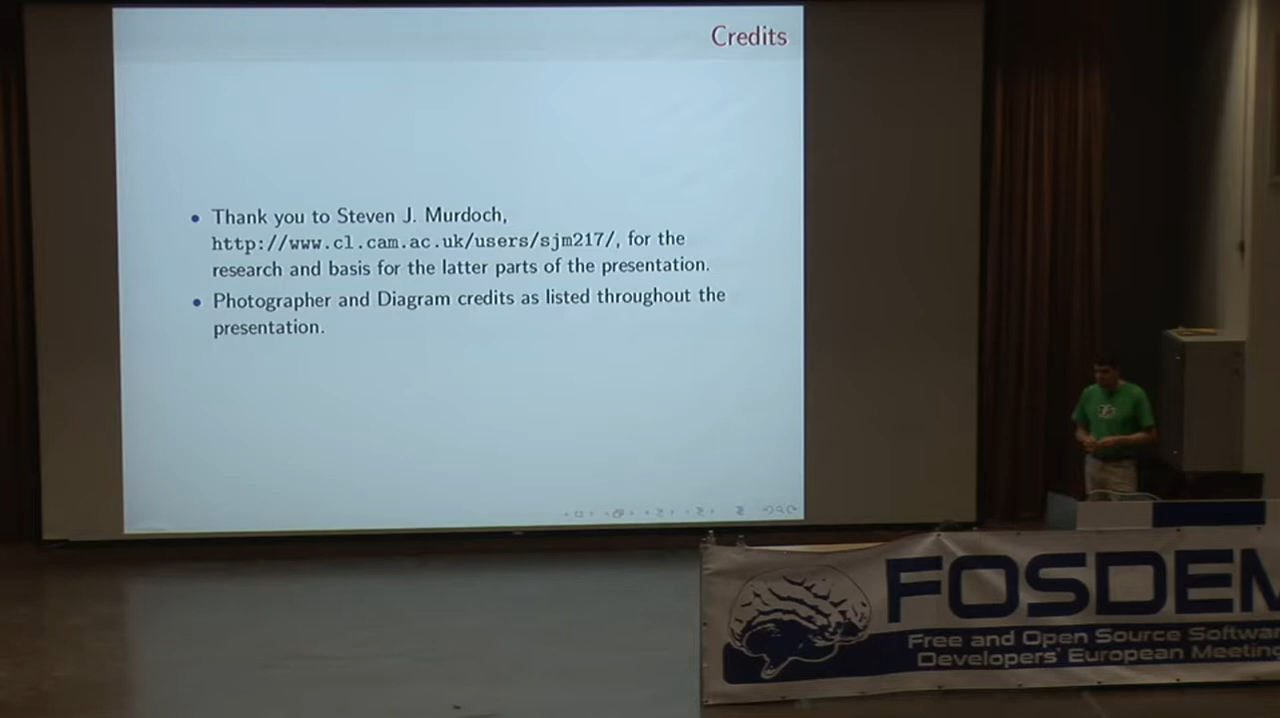 Credits
• Thank you to Steven J. Murdoch,
http://www.cl.cam.ac.uk/users/sjm217/, for the
research and basis for the latter parts of the presentation.
• Photographer and Diagram credits as listed throughout the
presentation.
FOSDEM
Free and Open Source Softwa
Developers' European Meeting